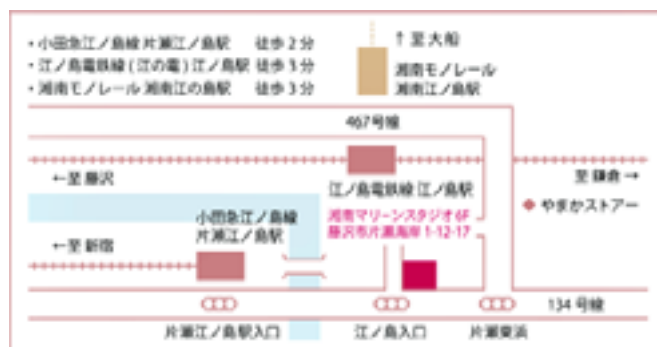 ・小田急江ノ島線 片瀬江ノ島駅　徒歩2分
・江ノ島電鉄線(江の電)江ノ島駅　徒歩3分
・湘南モノレール 湘南江の島駅　徒歩3分
↑至大船
湘南モノレール
湘南江ノ島駅
467号線
←至藤沢
江ノ島電鉄線 江ノ島駅
至鎌倉→
やまかストアー
小田急江ノ島線
片瀬江ノ島駅
湘南マリーンスタジオ6F
藤沢市片瀬海岸1-12-17
←至新宿
134号線
片瀬江ノ島駅入口
江ノ島入口
片瀬東浜